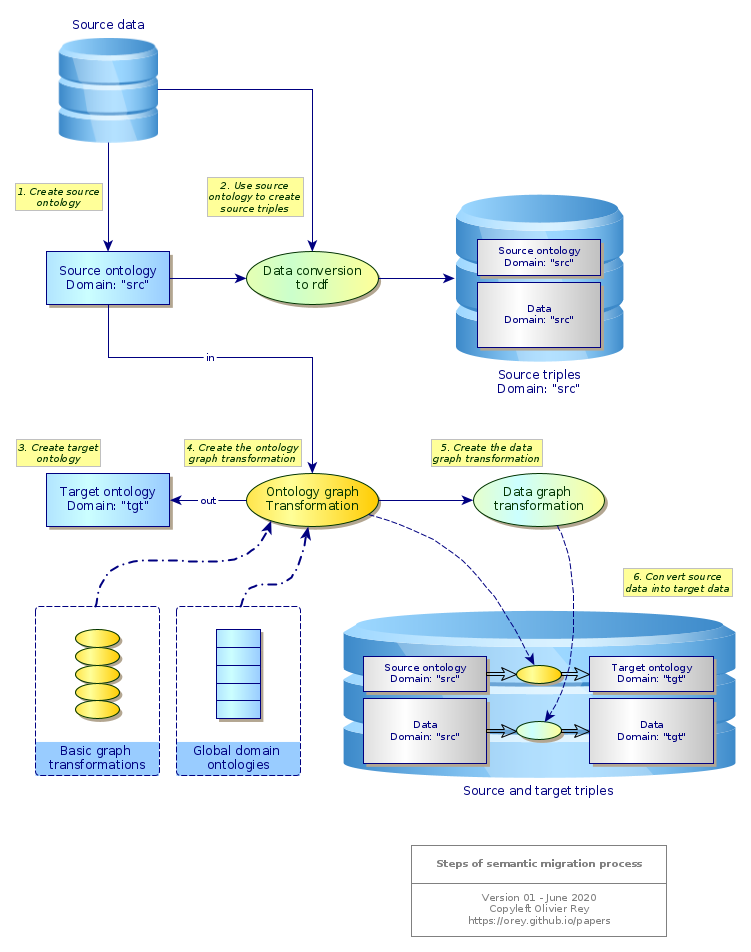 Source data
1. Create source
ontology
2. Use source
ontology to create
source triples
Source ontology
Domain: "src"
Data conversion
to rdf
Source ontology
Domain: "src"
Data
Domain: "src"
Source triples
Domain: "src"
in
3. Create target
ontology
4. Create the ontology
graph transformation
5. Create the data
graph transformation
Target ontology
Domain: "tgt"
out
Ontology graph
Transformation
Data graph
transformation
6. Convert source
data into target data
Source ontology
Domain: "src"
Target ontology
Domain: "tgt"
Data
Domain: "src"
Data
Domain: "tgt"
Basic graph
transformations
Global domain
ontologies
Source and target triples
Steps of semantic migration process
Version 01 - June 2020
Copyleft Olivier Rey
https://orey.github.io/papers